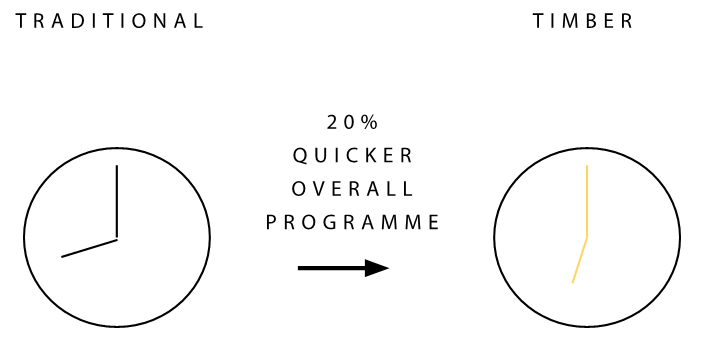 TRADITIONAL
TIMBER
20%
QUICKER
OVERALL
PROGRAMME